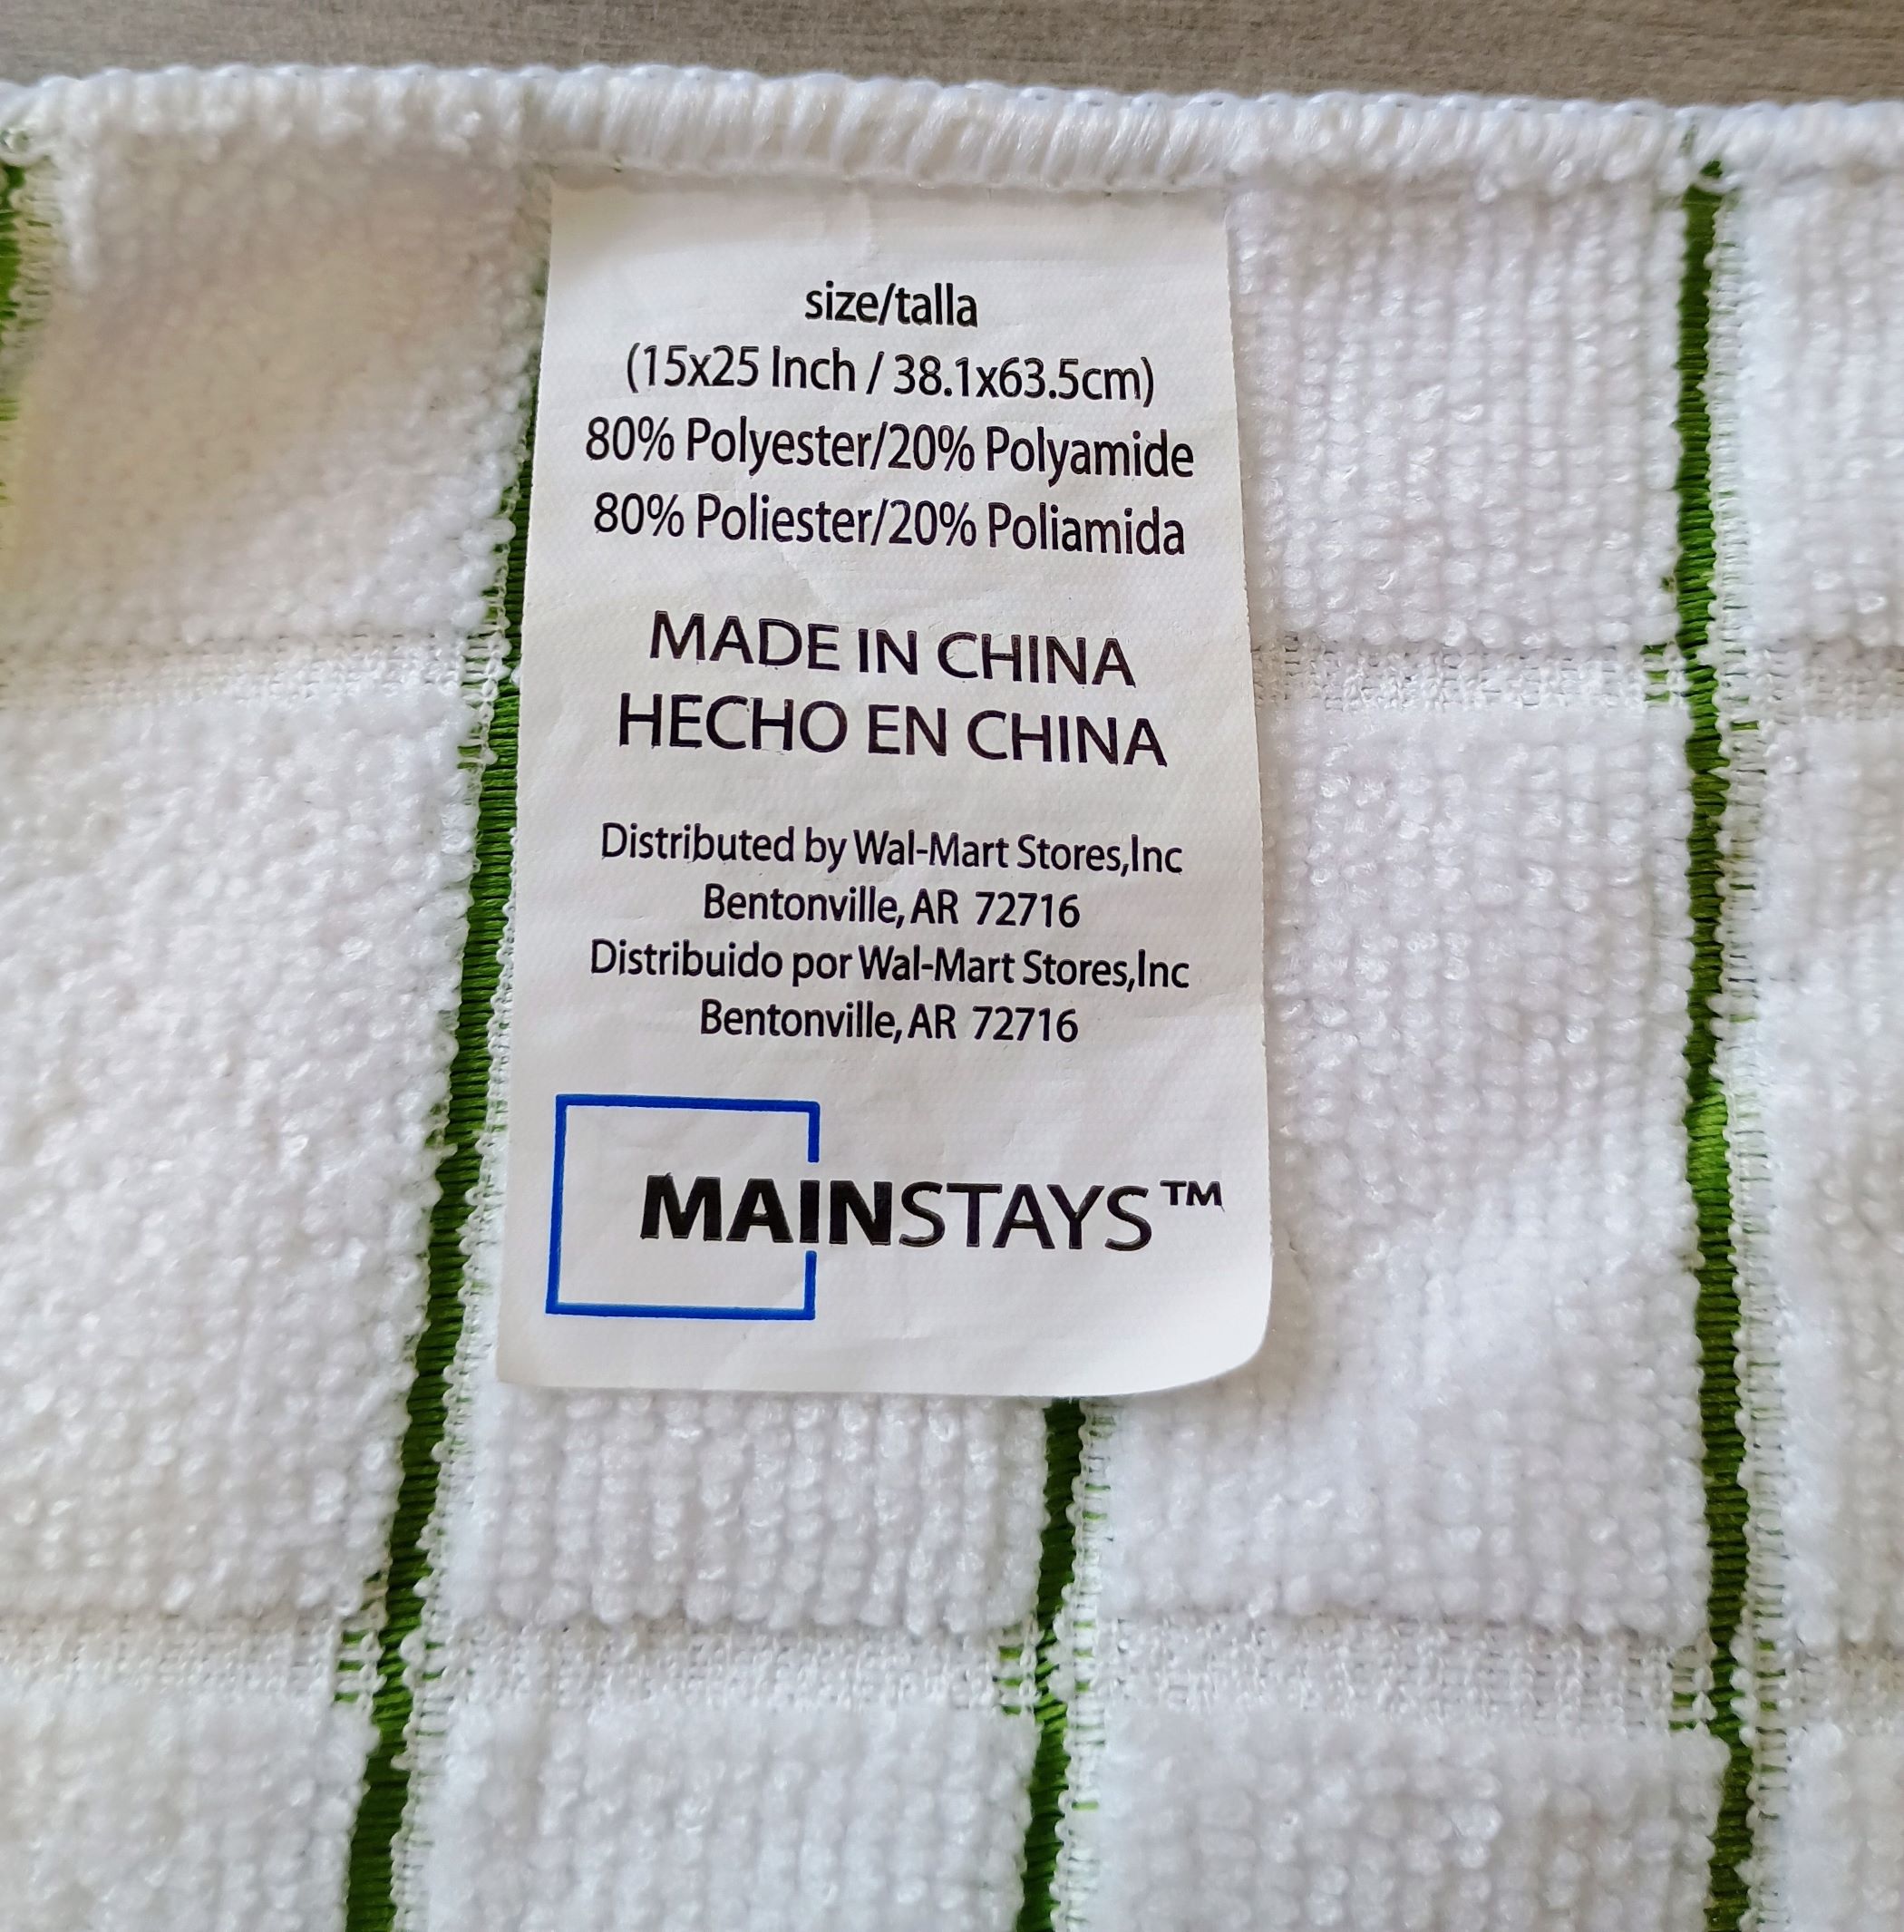 size/talla
(15x25 Inch / 38.1x63.5cm)
80% Polyester/20% Polyamide
80% Poliester/20% Poliamida
MADE IN CHINA
HECHO EN CHINA
Distributed by Wal-Mart Stores,Inc
Bentonville,AR 72716
Distribuido por Wal-Mart Stores,Inc
Bentonville,AR 72716
MAINSTAYS™